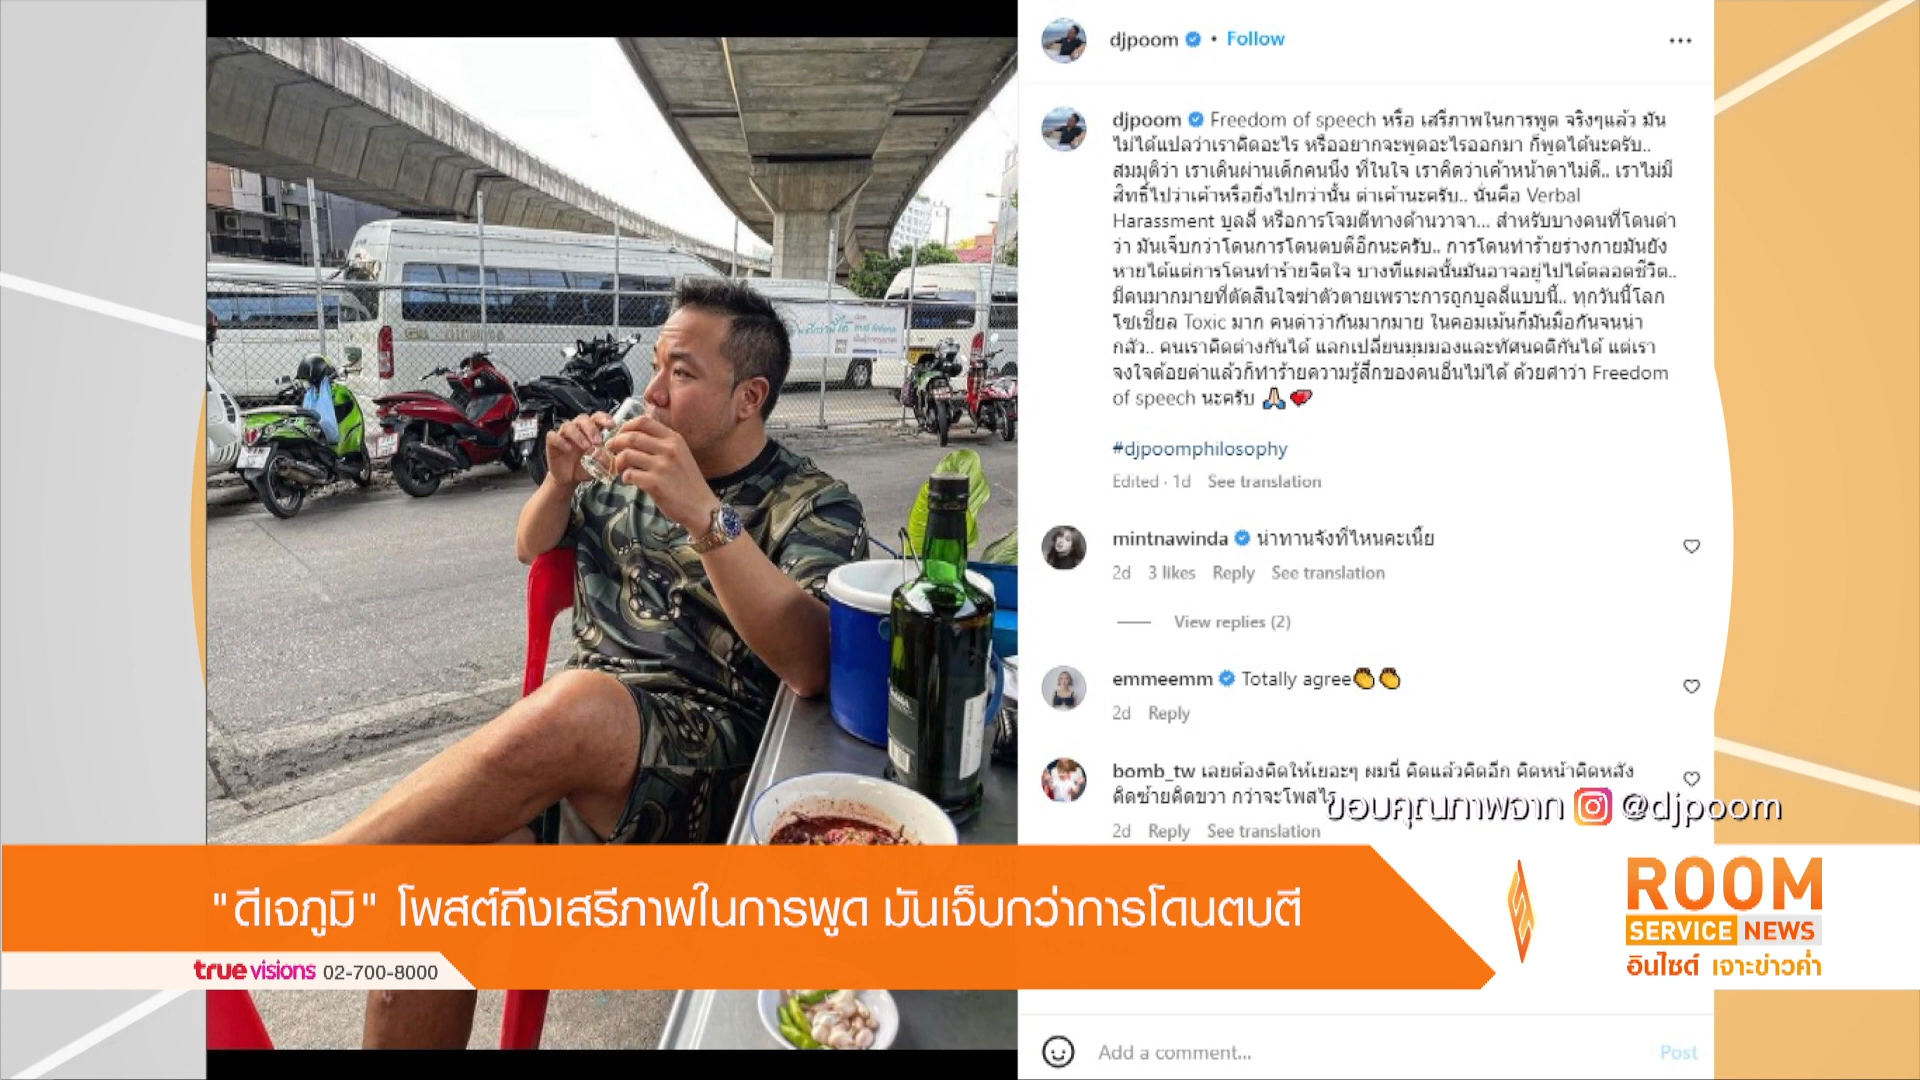 djpoom • Follow
djpoom Freedom of speech หรือ เสรีภาพในการพูด จริงๆแล้ว มัน
ไม่ได้แปลว่าเราคิดอะไร หรืออยากจะพูดอะไรออกมา ก็พูดได้นะครับ..
สมมุติว่า เราเดินผ่านเด็กคนนึง ที่ในใจ เราคิดว่าเค้าหน้าตาไม่ดี.. เราไม่มี
สิทธิ์ไปว่าเค้าหรือยิ่งไปกว่านั้น ด่าเค้านะครับ.. นั่นคือ Verbal
Harassment บูลลี่ หรือการโจมตีทางด้านวาจา... สำหรับบางคนที่โดนด่า
ว่า มันเจ็บกว่าโดนการโดนตบตีอีกนะครับ.. การโดนทำร้ายร่างกายมันยัง
หายได้แต่การโดนทำร้ายจิตใจ บางทีแผลนั้นมันอาจอยู่ไปได้ตลอดชีวิต..
มีคนมากมายที่ตัดสินใจฆ่าตัวตายเพราะการถูกบูลลี่แบบนี้.. ทุกวันนี้โลก
โซเชี่ยล Toxic มาก คนด่าว่ากันมากมาย ในคอมเม้นก็มันมือกันจนน่า
กลัว.. คนเราคิดต่างกันได้ แลกเปลี่ยนมุมมองและทัศนคติกันได้ แต่เรา
จงใจด้อยค่าแล้วก็ทำร้ายความรู้สึกของคนอื่นไม่ได้ ด้วยคำว่า Freedom
of speech นะครับ 🙏🏻❤️
#djpoomphilosophy
Edited · 1d See translation
mintnawinda น่าทานจังที่ไหนคะเนี้ย
2d 3 likes Reply See translation
View replies (2)
emmeemm Totally agree👏👏
2d Reply
bomb_tw เลยต้องคิดให้เยอะๆ ผมนี่ คิดแล้วคิดอีก คิดหน้าคิดหลัง
คิดซ้ายคิดขวา กว่าจะโพสไร
ขอบคุณภาพจาก @djpoom
2d Reply See translation
"ดีเจภูมิ" โพสต์ถึงเสรีภาพในการพูด มันเจ็บกว่าการโดนตบตี
truevisions 02-700-8000
ROOM
SERVICE NEWS
อินไซด์ เจาะข่าวค่ำ
Add a comment...
Post